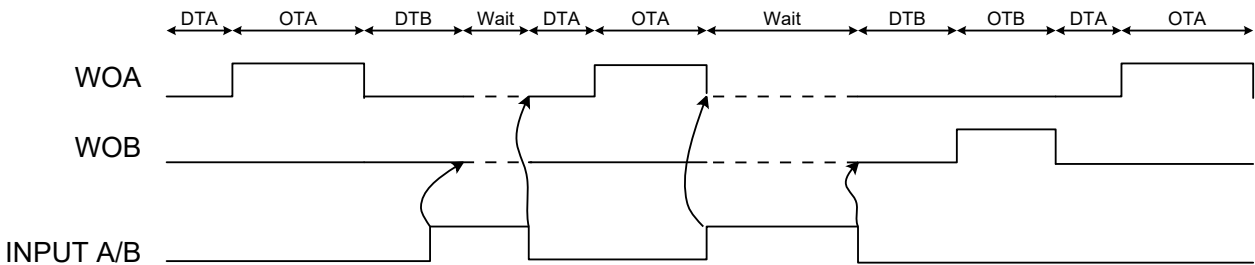 DTA OTA DTB Wait DTA OTA Wait DTB OTB DTA OTA
WOA
WOB
INPUT A/B